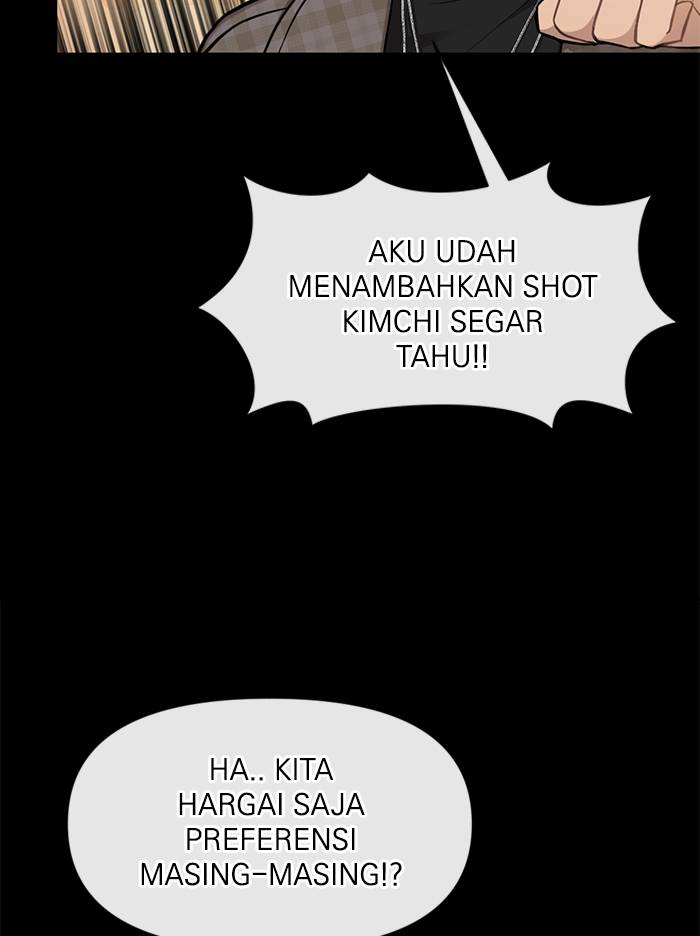 AKU UDAH
MENAMBAHKAN SHOT
KIMCHI SEGAR
TAHU!!
HA.. KITA
HARGAI SAJA
PREFERENSI
MASING-MASING!?